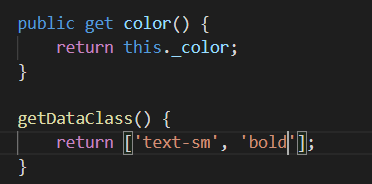 public get color() {
    return this._color;
}

getDataClass() {
    return ['text-sm', 'bold'];
}